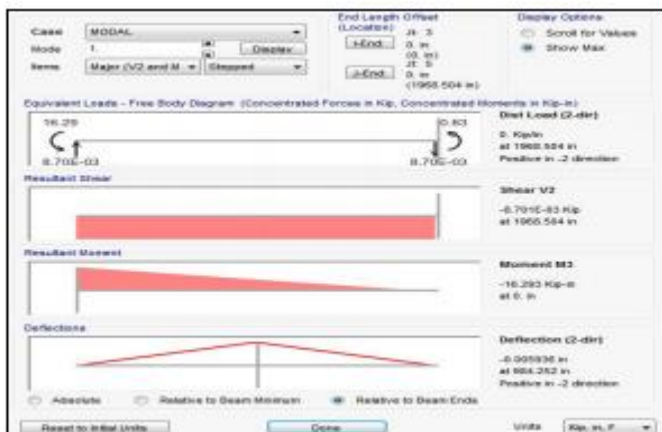 Case MODAL
Mode 1. Display
Items Major (V2 and M Stepped
End Length Offset
(Location)
I-End Jt: 3
0. in
(0. in)
J-End Jt: 5
0. in
(1968.504 in)
Display Options
Scroll for Values
Show Max
Equivalent Loads - Free Body Diagram (Concentrated Forces in Kip, Concentrated Moments in Kip-in)
16.29 0.83
8.70E-03 8.70E-03
Dist Load (2-dir)
0. Kip/in
at 1968.504 in
Positive in -2 direction
Resultant Shear
Shear V2
-8.701E-03 Kip
at 1968.504 in
Resultant Moment
Moment M3
-16.293 Kip-in
at 0. in
Deflections
Deflection (2-dir)
at 984.252 in
Positive in -2 direction
Absolute Relative to Beam Minimum Relative to Beam Ends
Reset to Initial Units Done Units Kip, in, F